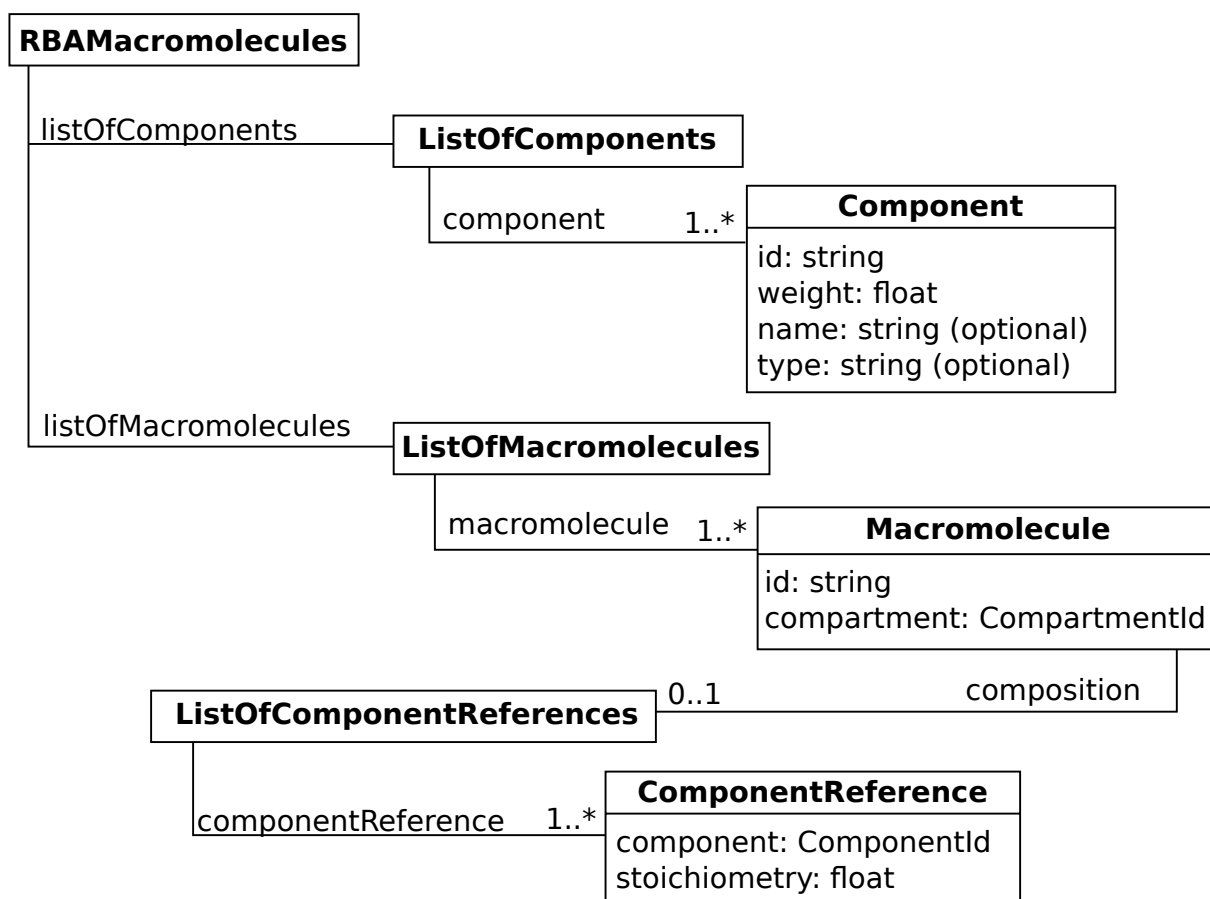 RBAMacromolecules
listOfComponents
ListOfComponents
component 1..*
Component
id: string
weight: float
name: string (optional)
type: string (optional)
listOfMacromolecules
ListOfMacromolecules
macromolecule 1..*
Macromolecule
id: string
compartment: CompartmentId
0..1 composition
ListOfComponentReferences
componentReference 1..*
ComponentReference
component: ComponentId
stoichiometry: float